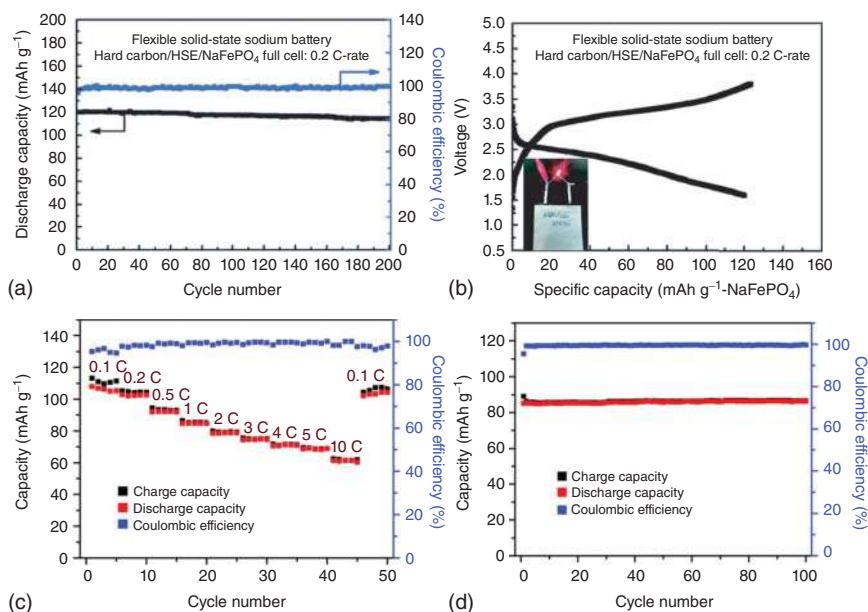 Flexible solid-state sodium battery
Hard carbon/HSE/NaFePO4 full cell: 0.2 C-rate
Discharge capacity (mAh g−1)
Coulombic efficiency (%)
200
180
160
140
120
100
80
60
40
20
0
140
120
100
80
60
40
20
0
0 20 40 60 80 100 120 140 160 180 200
(a) Cycle number
Flexible solid-state sodium battery
Hard carbon/HSE/NaFePO4 full cell: 0.2 C-rate
Voltage (V)
5.0
4.5
4.0
3.5
3.0
2.5
2.0
1.5
1.0
0.5
0 20 40 60 80 100 120 140 160
(b) Specific capacity (mAh g−1-NaFePO4)
Capacity (mAh g−1)
Coulombic efficiency (%)
140
130
120
100
80
60
40
20
0
100
80
60
40
20
0
0.1 C
0.2 C
0.5 C
1 C
2 C
3 C
4 C
5 C
10 C
0.1 C
Charge capacity
Discharge capacity
Coulombic efficiency
0 10 20 30 40 50
(c) Cycle number
Capacity (mAh g−1)
Coulombic efficiency (%)
120
100
80
60
40
20
0
100
80
60
40
20
0
Charge capacity
Discharge capacity
Coulombic efficiency
0 20 40 60 80 100
(d) Cycle number